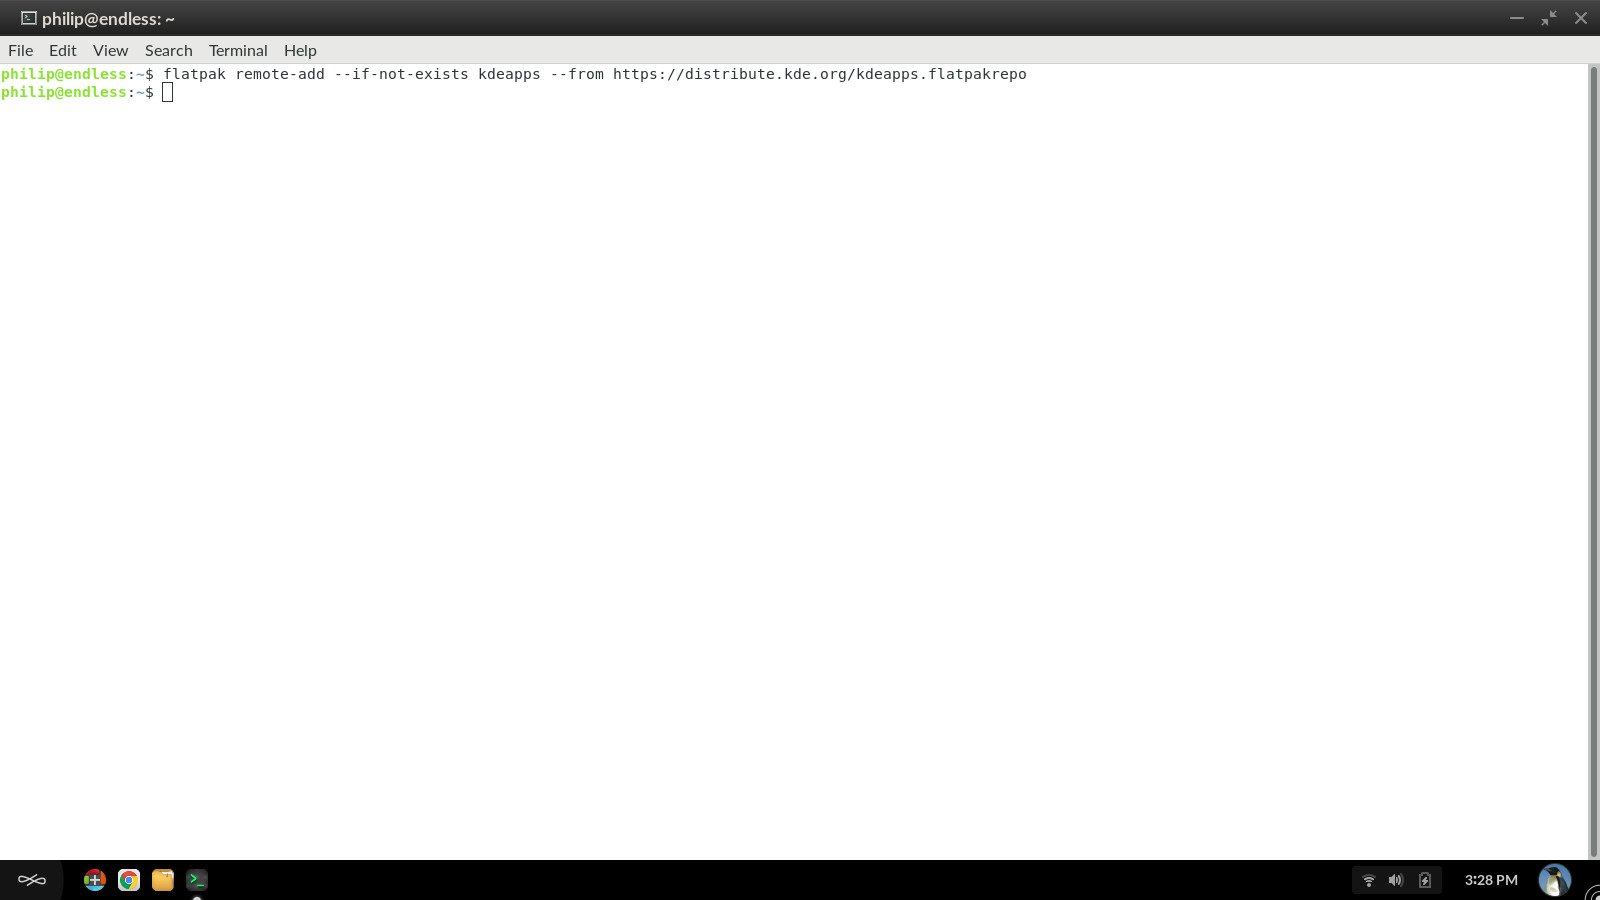 philip@endless: ~
File Edit View Search Terminal Help
philip@endless:~$ flatpak remote-add --if-not-exists kdeapps --from https://distribute.kde.org/kdeapps.flatpakrepo
philip@endless:~$
3:28 PM